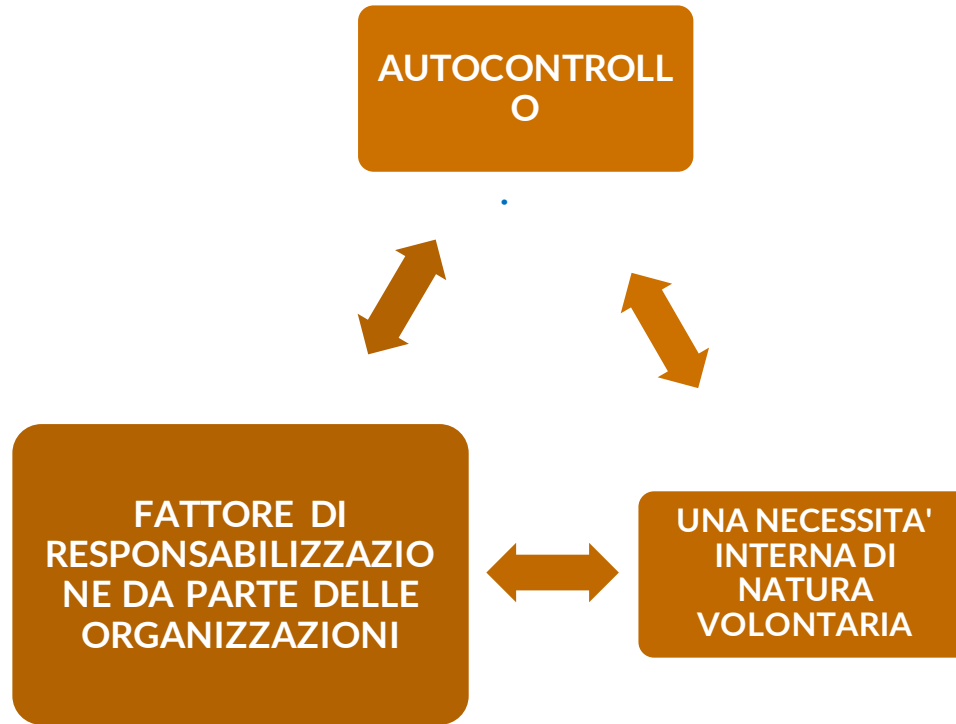 AUTOCONTROLL
O
FATTORE DI
RESPONSABILIZZAZIO
NE DA PARTE DELLE
ORGANIZZAZIONI
UNA NECESSITA'
INTERNA DI
NATURA
VOLONTARIA